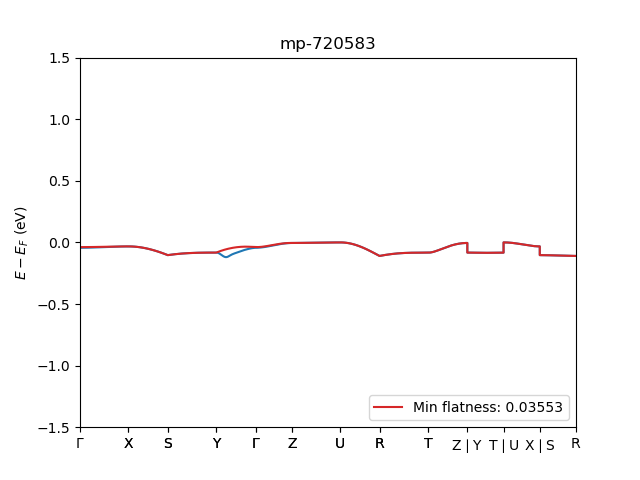 mp-720583
1.5
1.0
0.5
0.0
−0.5
−1.0
−1.5
E − E_F (eV)
Min flatness: 0.03553
Γ X S Y Γ Z U R T Z | Y T | U X | S R